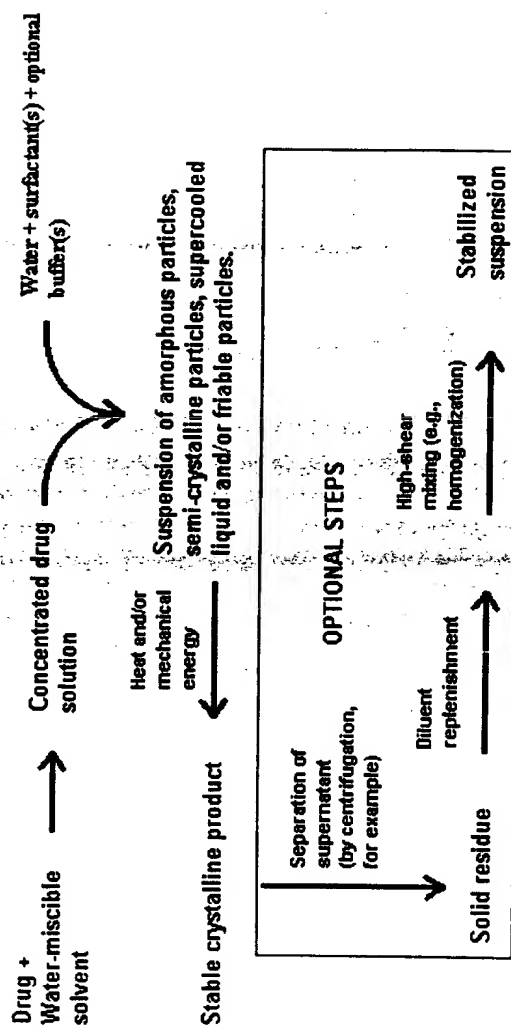 Drug +
Water-miscible
solvent
Concentrated drug
solution
Water + surfactant(s) + optional
buffer(s)
Suspension of amorphous particles,
semi-crystalline particles, supercooled
liquid and/or friable particles.
Heat and/or
mechanical
energy
Stable crystalline product
OPTIONAL STEPS
Separation of
supernatant
(by centrifugation,
for example)
Solid residue
Diluent
replenishment
High-shear
mixing (e.g.,
homogenization)
Stabilized
suspension